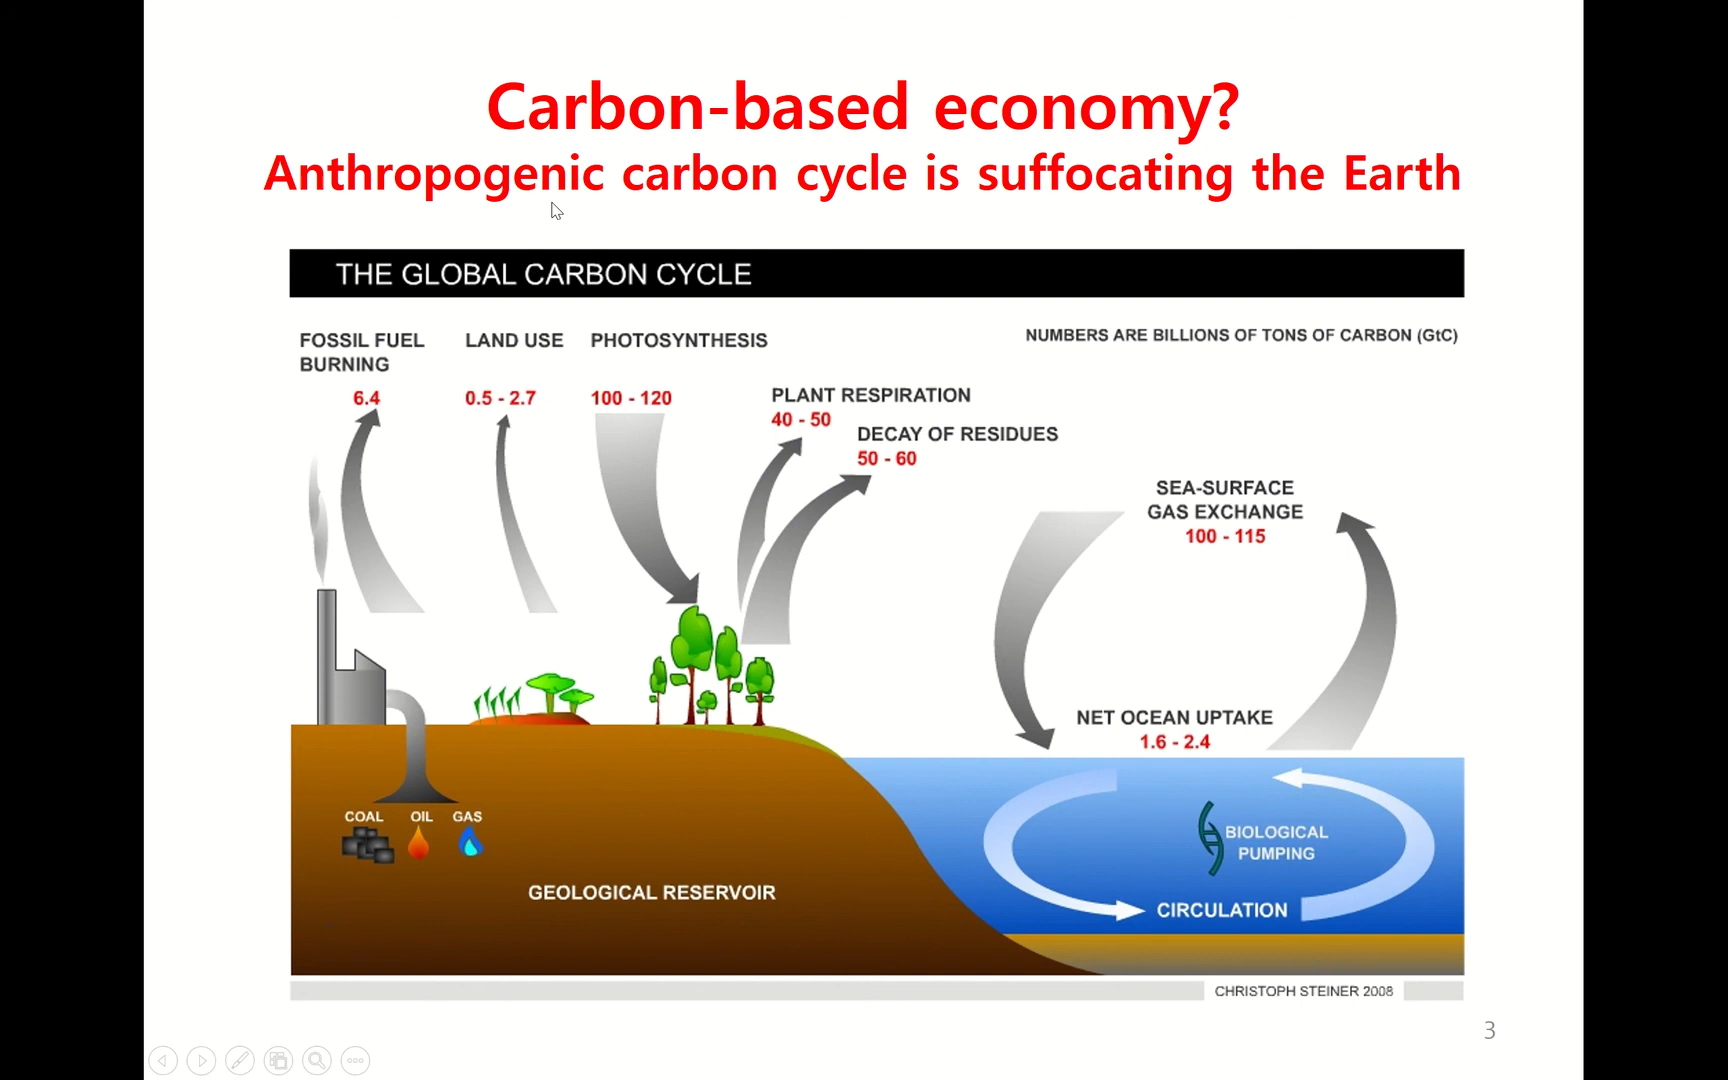 Carbon-based economy?
Anthropogenic carbon cycle is suffocating the Earth
THE GLOBAL CARBON CYCLE
FOSSIL FUEL
BURNING
6.4
LAND USE
0.5 - 2.7
PHOTOSYNTHESIS
100 - 120
NUMBERS ARE BILLIONS OF TONS OF CARBON (GtC)
PLANT RESPIRATION
40 - 50
DECAY OF RESIDUES
50 - 60
SEA-SURFACE
GAS EXCHANGE
100 - 115
NET OCEAN UPTAKE
1.6 - 2.4
COAL
OIL
GAS
BIOLOGICAL
PUMPING
GEOLOGICAL RESERVOIR
CIRCULATION
CHRISTOPH STEINER 2008
3